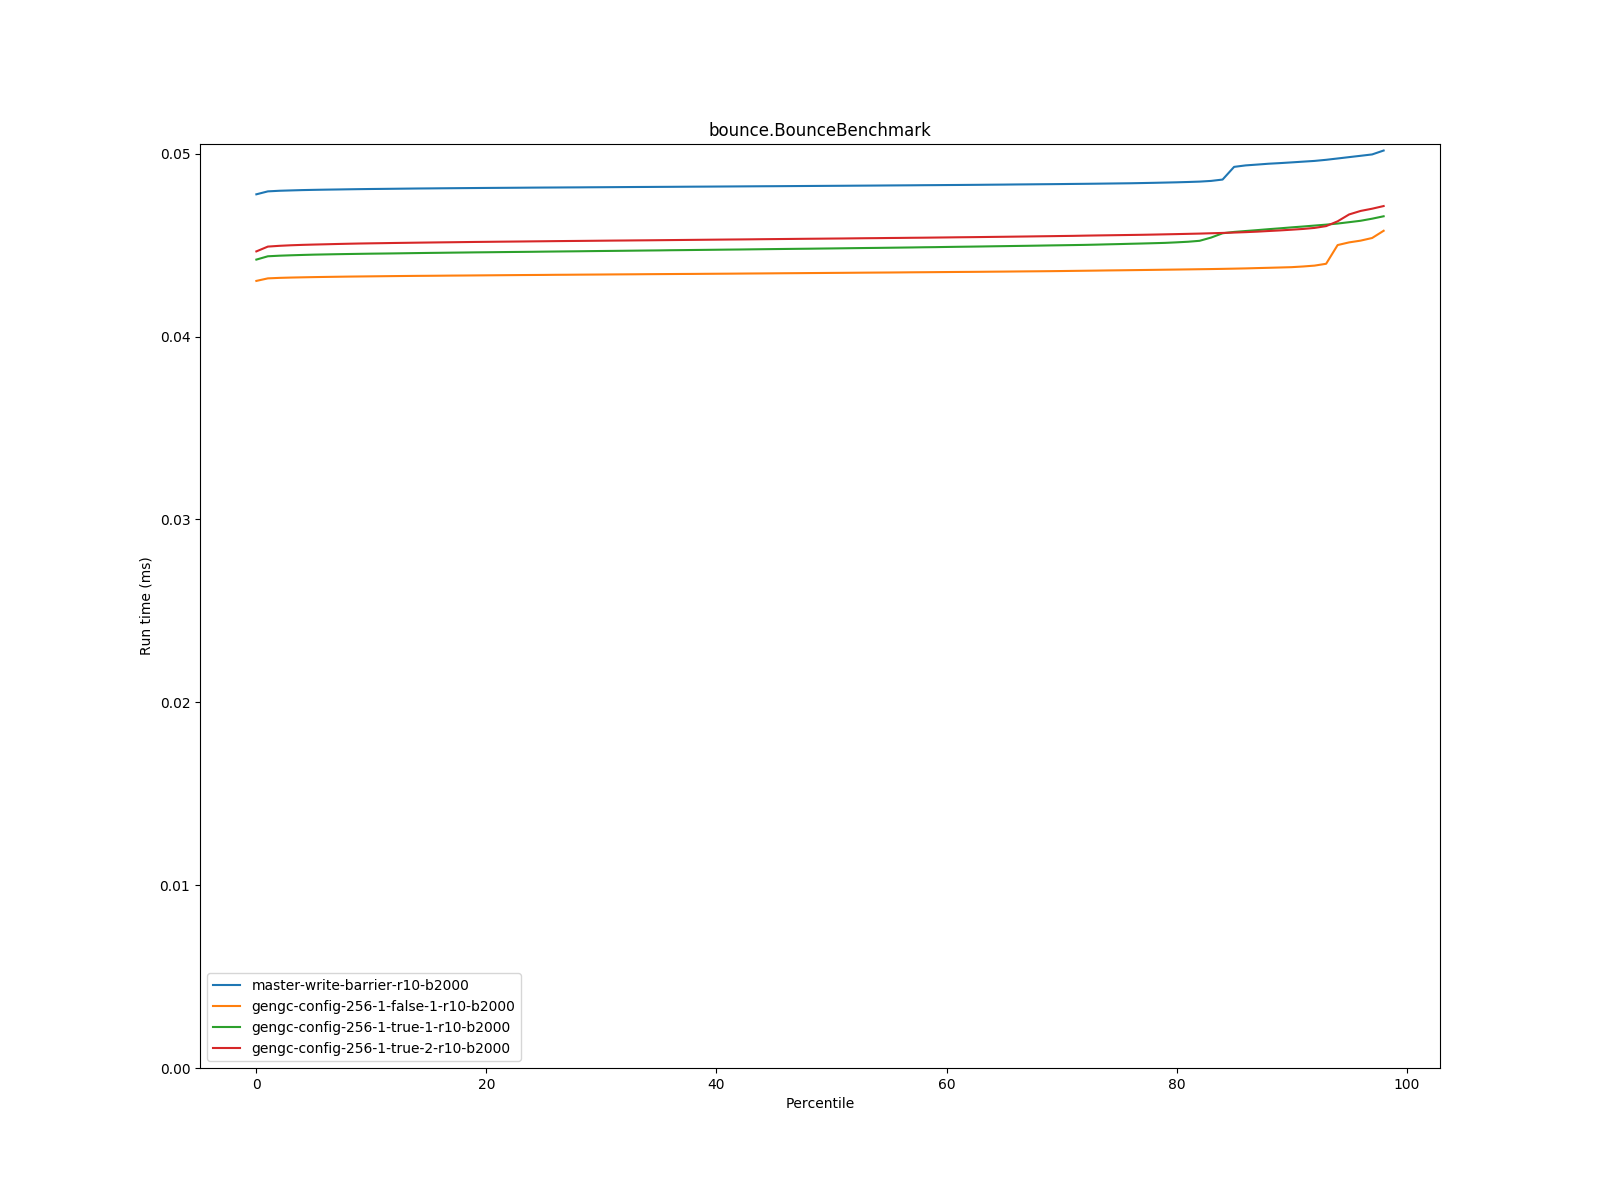 bounce.BounceBenchmark
0.05
0.04
0.03
0.02
0.01
0.00
Run time (ms)
master-write-barrier-r10-b2000
gengc-config-256-1-false-1-r10-b2000
gengc-config-256-1-true-1-r10-b2000
gengc-config-256-1-true-2-r10-b2000
0 20 40 60 80 100
Percentile